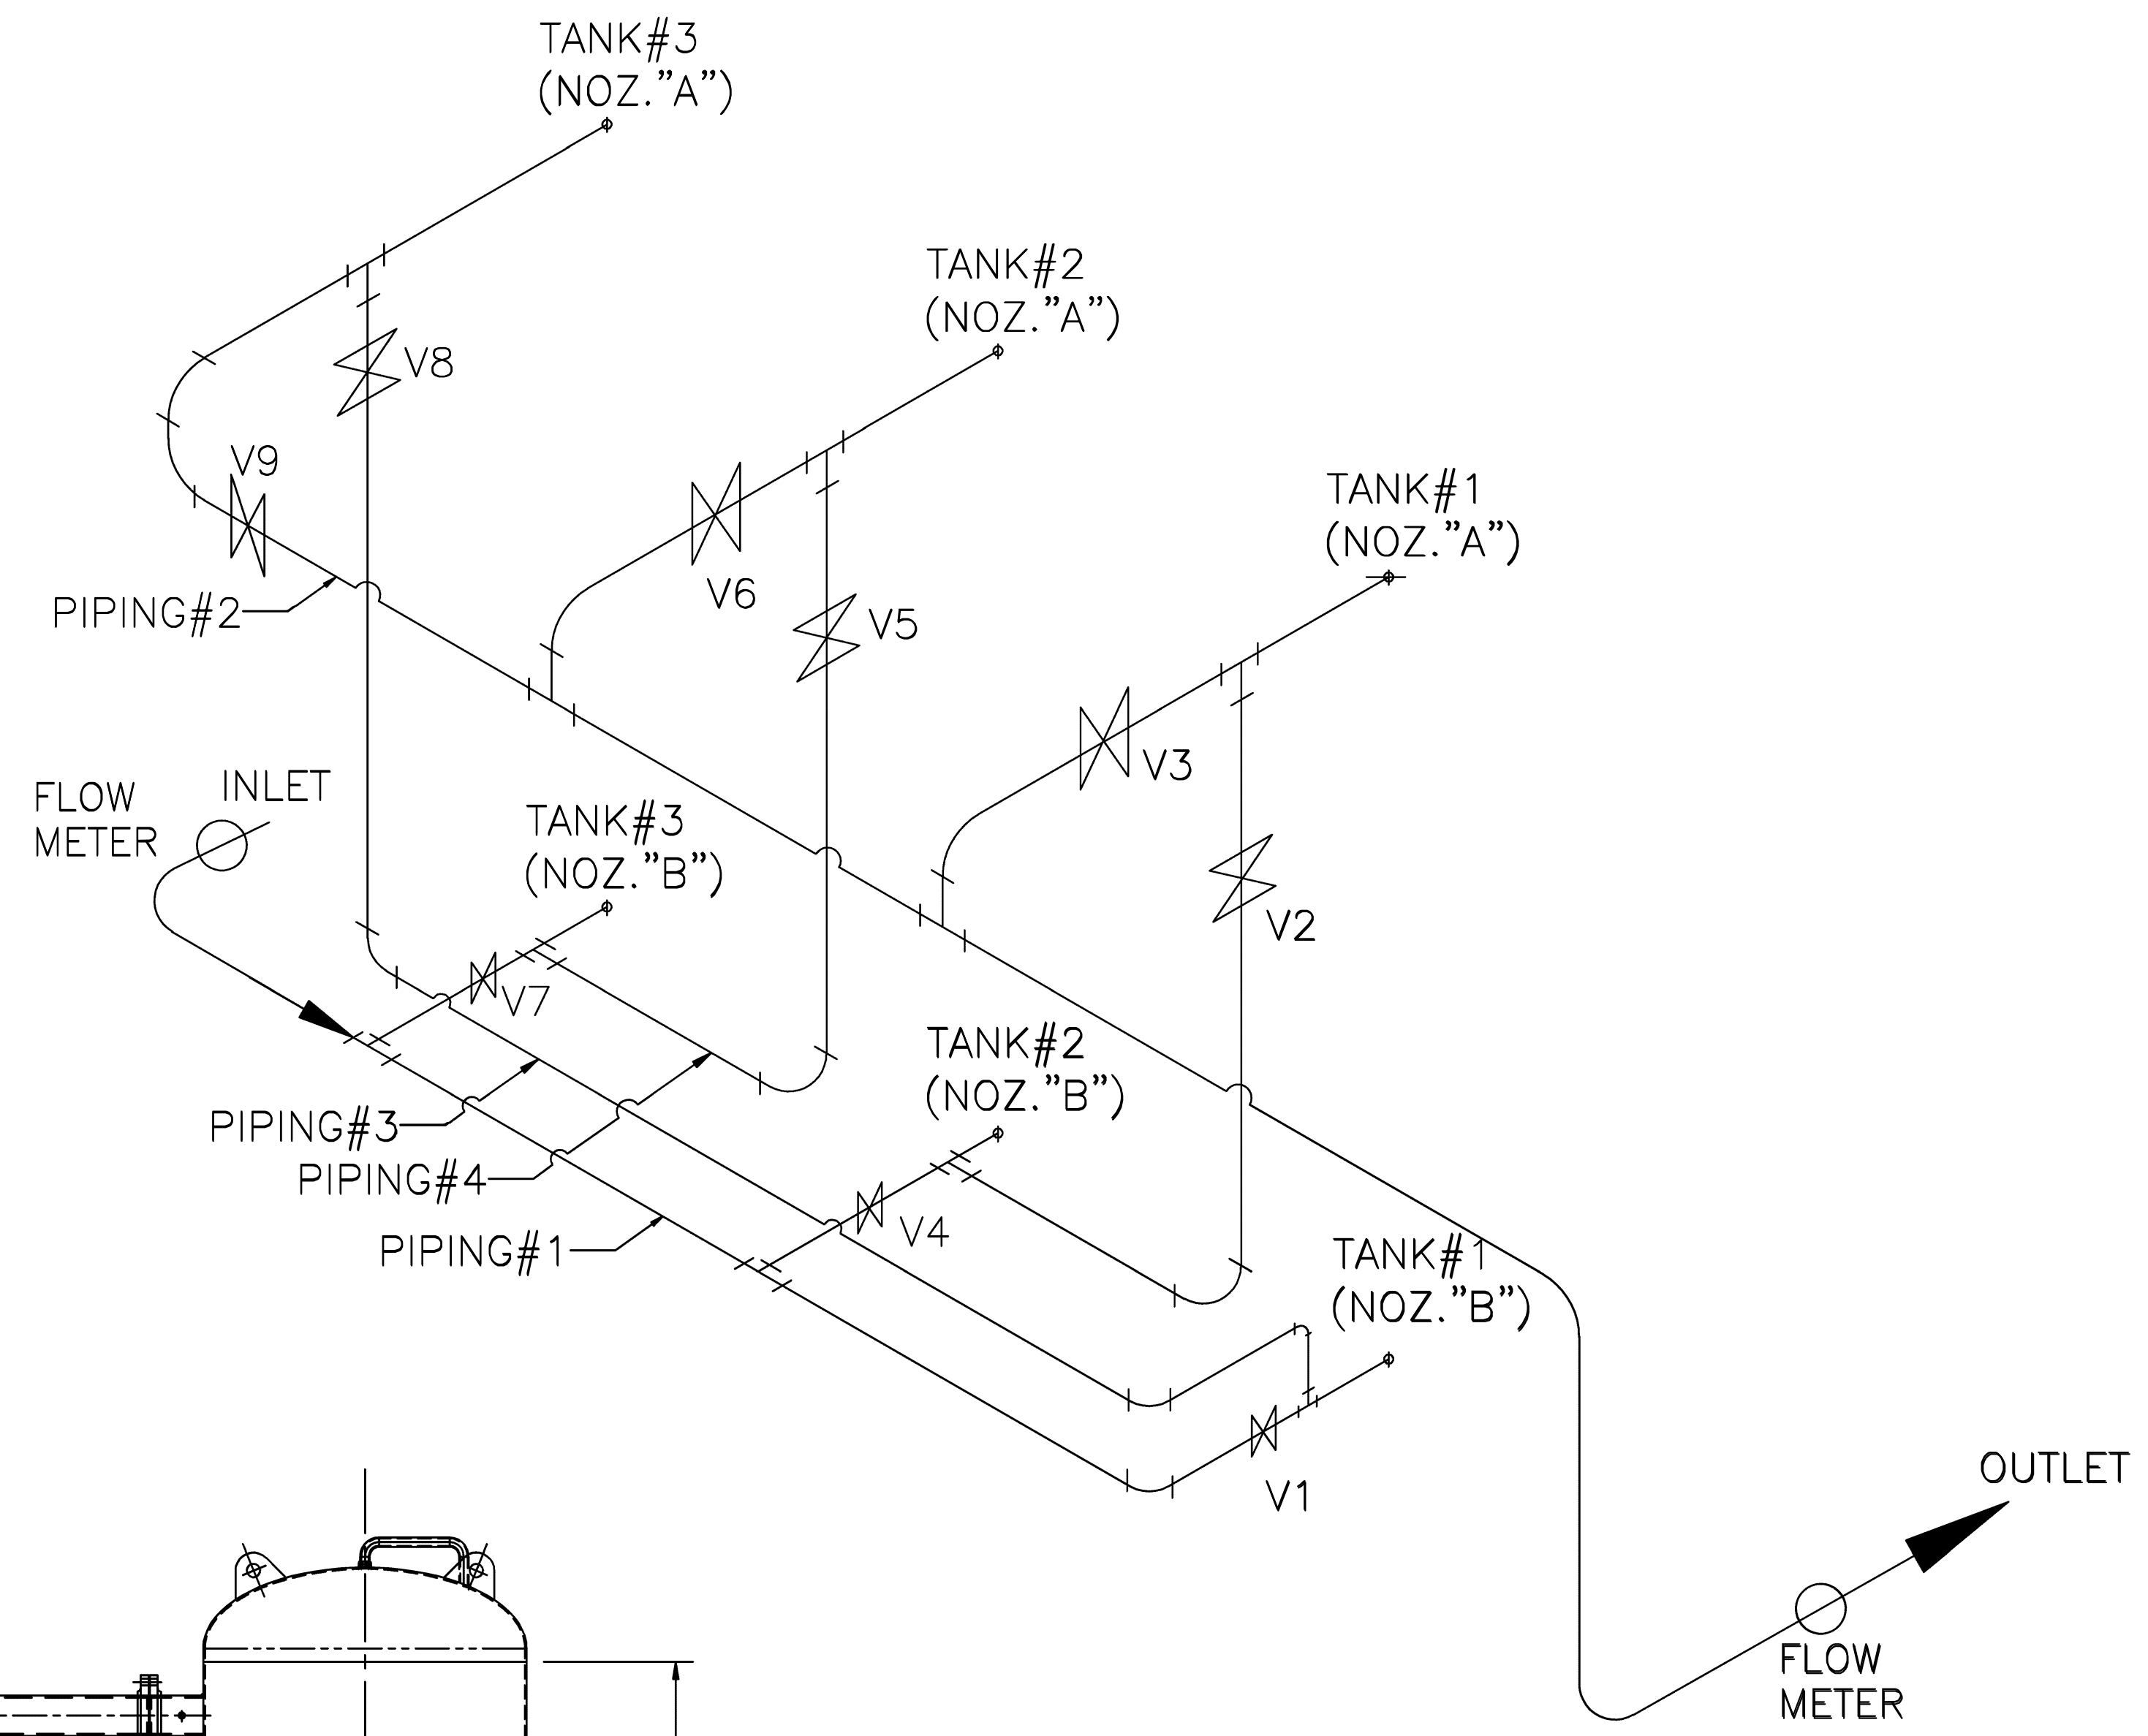 TANK#3
(NOZ."A")
TANK#2
(NOZ."A")
V8
V9
TANK#1
(NOZ."A")
V6
V5
PIPING#2
V3
FLOW
METER
INLET
TANK#3
(NOZ."B")
V2
V7
TANK#2
(NOZ."B")
PIPING#3
PIPING#4
V4
PIPING#1
TANK#1
(NOZ."B")
V1
OUTLET
FLOW
METER